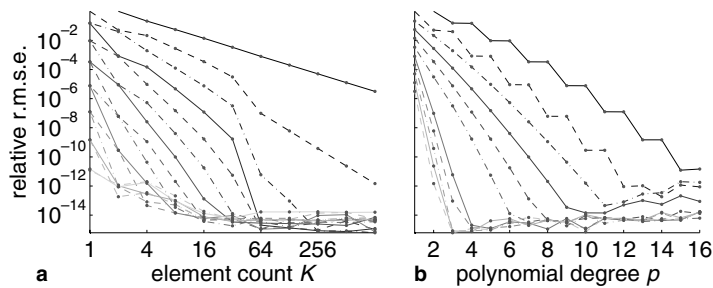 relative r.m.s.e.
10^−2
10^−4
10^−6
10^−8
10^−10
10^−12
10^−14
1 4 16 64 256
a element count K
2 4 6 8 10 12 14 16
b polynomial degree p